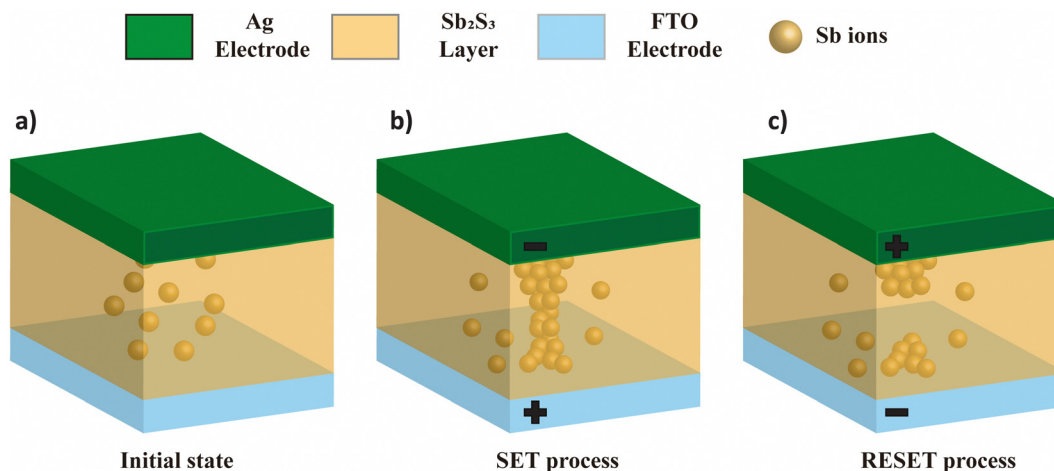 Ag
Electrode
Sb₂S₃
Layer
FTO
Electrode
Sb ions
a)
b)
c)
−
+
+
−
Initial state
SET process
RESET process